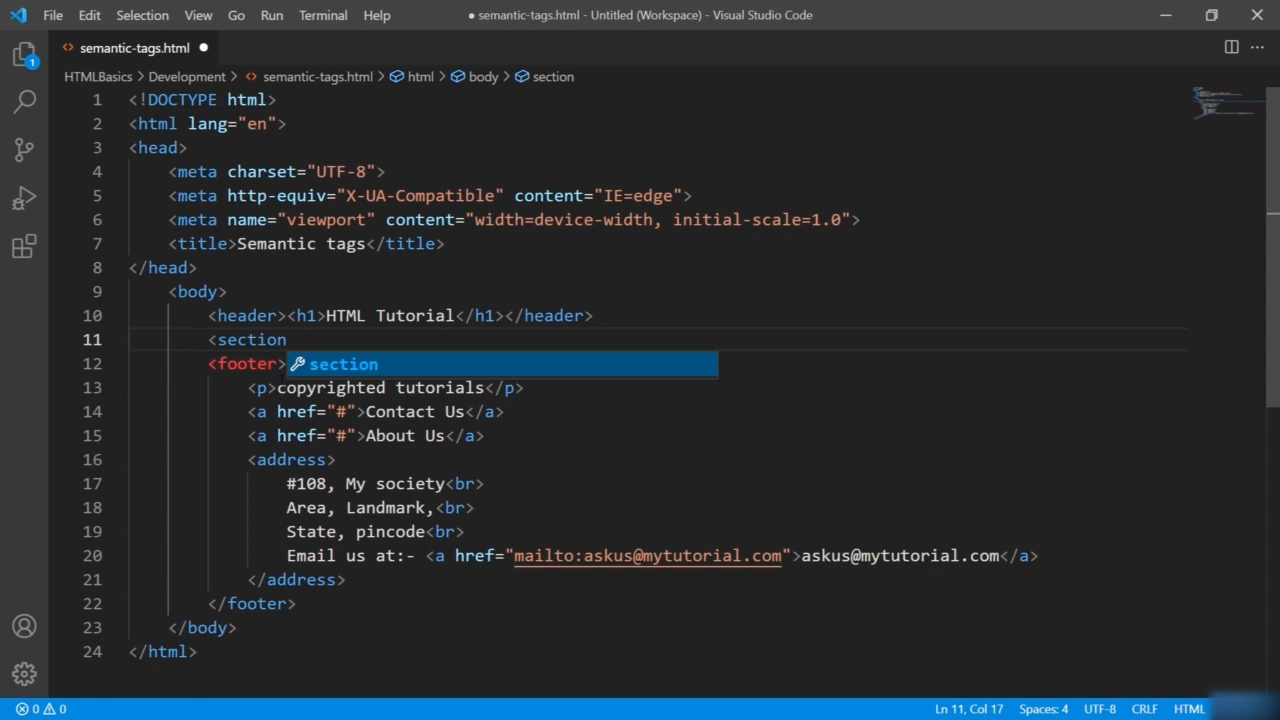 File Edit Selection View Go Run Terminal Help ● semantic-tags.html - Untitled (Workspace) - Visual Studio Code
<> semantic-tags.html ●
HTMLBasics > Development > <> semantic-tags.html > html > body > section
1 <!DOCTYPE html>
2 <html lang="en">
3 <head>
4 <meta charset="UTF-8">
5 <meta http-equiv="X-UA-Compatible" content="IE=edge">
6 <meta name="viewport" content="width=device-width, initial-scale=1.0">
7 <title>Semantic tags</title>
8 </head>
9 <body>
10 <header><h1>HTML Tutorial</h1></header>
11 <section
12 <footer> section
13 <p>copyrighted tutorials</p>
14 <a href="#">Contact Us</a>
15 <a href="#">About Us</a>
16 <address>
17 #108, My society<br>
18 Area, Landmark,<br>
19 State, pincode<br>
20 Email us at:- <a href="mailto:askus@mytutorial.com">askus@mytutorial.com</a>
21 </address>
22 </footer>
23 </body>
24 </html>
1
0 0 Ln 11, Col 17 Spaces: 4 UTF-8 CRLF HTML